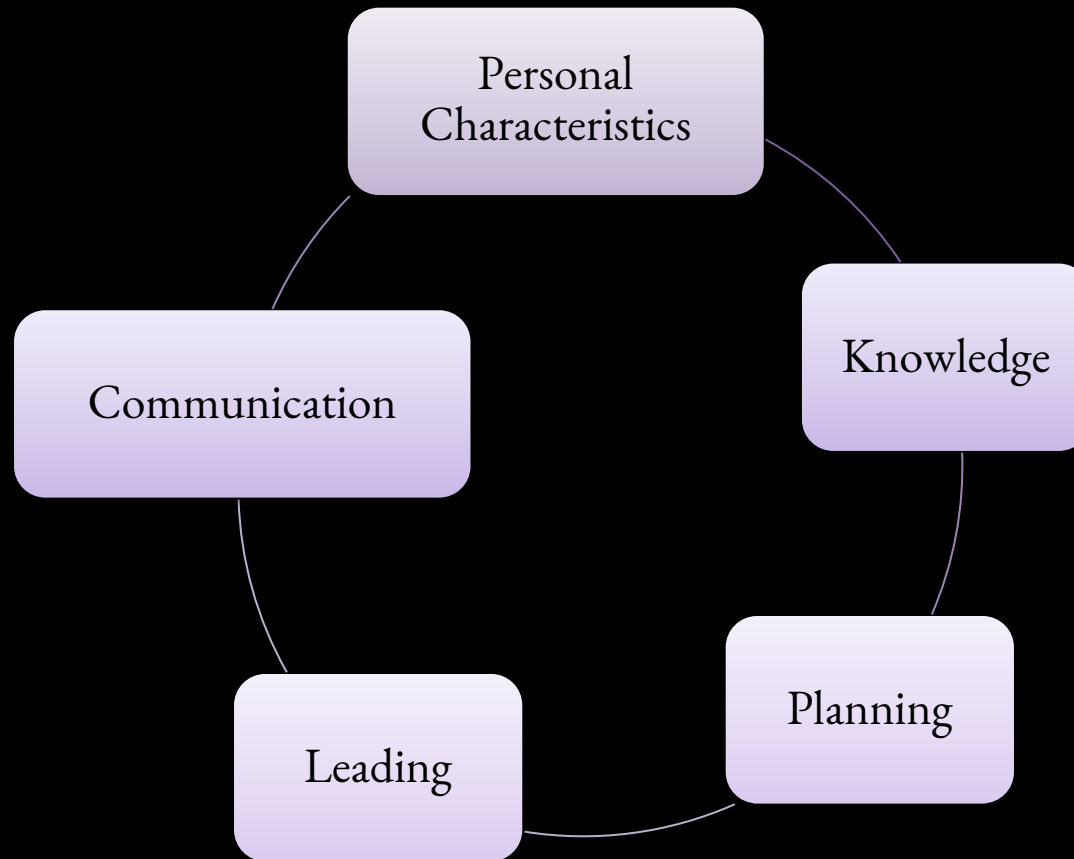 Personal
Characteristics
Knowledge
Planning
Leading
Communication